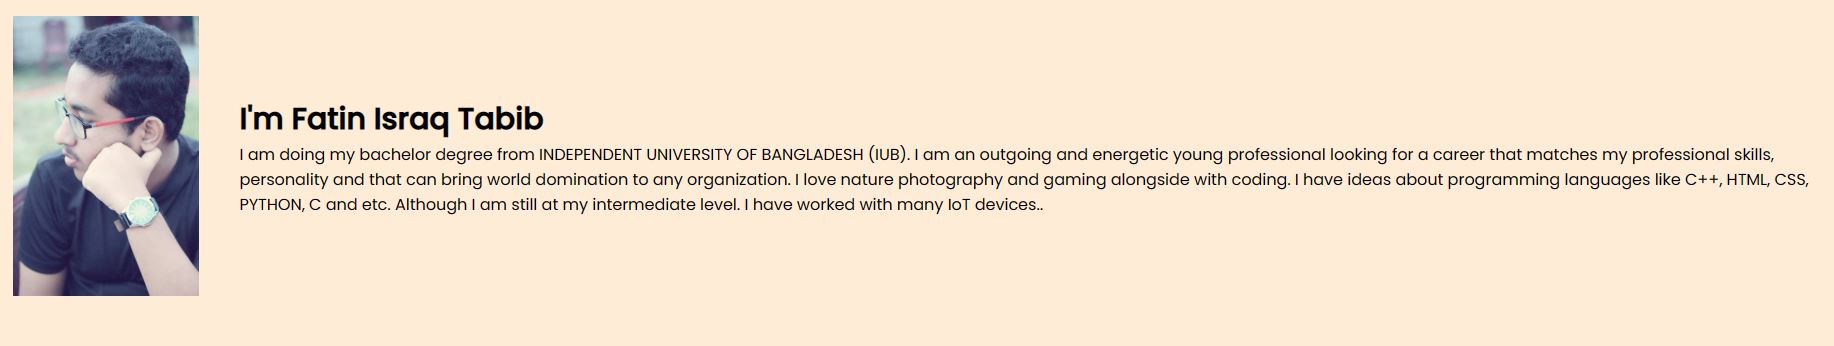 I'm Fatin Israq Tabib
I am doing my bachelor degree from INDEPENDENT UNIVERSITY OF BANGLADESH (IUB). I am an outgoing and energetic young professional looking for a career that matches my professional skills,
personality and that can bring world domination to any organization. I love nature photography and gaming alongside with coding. I have ideas about programming languages like C++, HTML, CSS,
PYTHON, C and etc. Although I am still at my intermediate level. I have worked with many IoT devices..